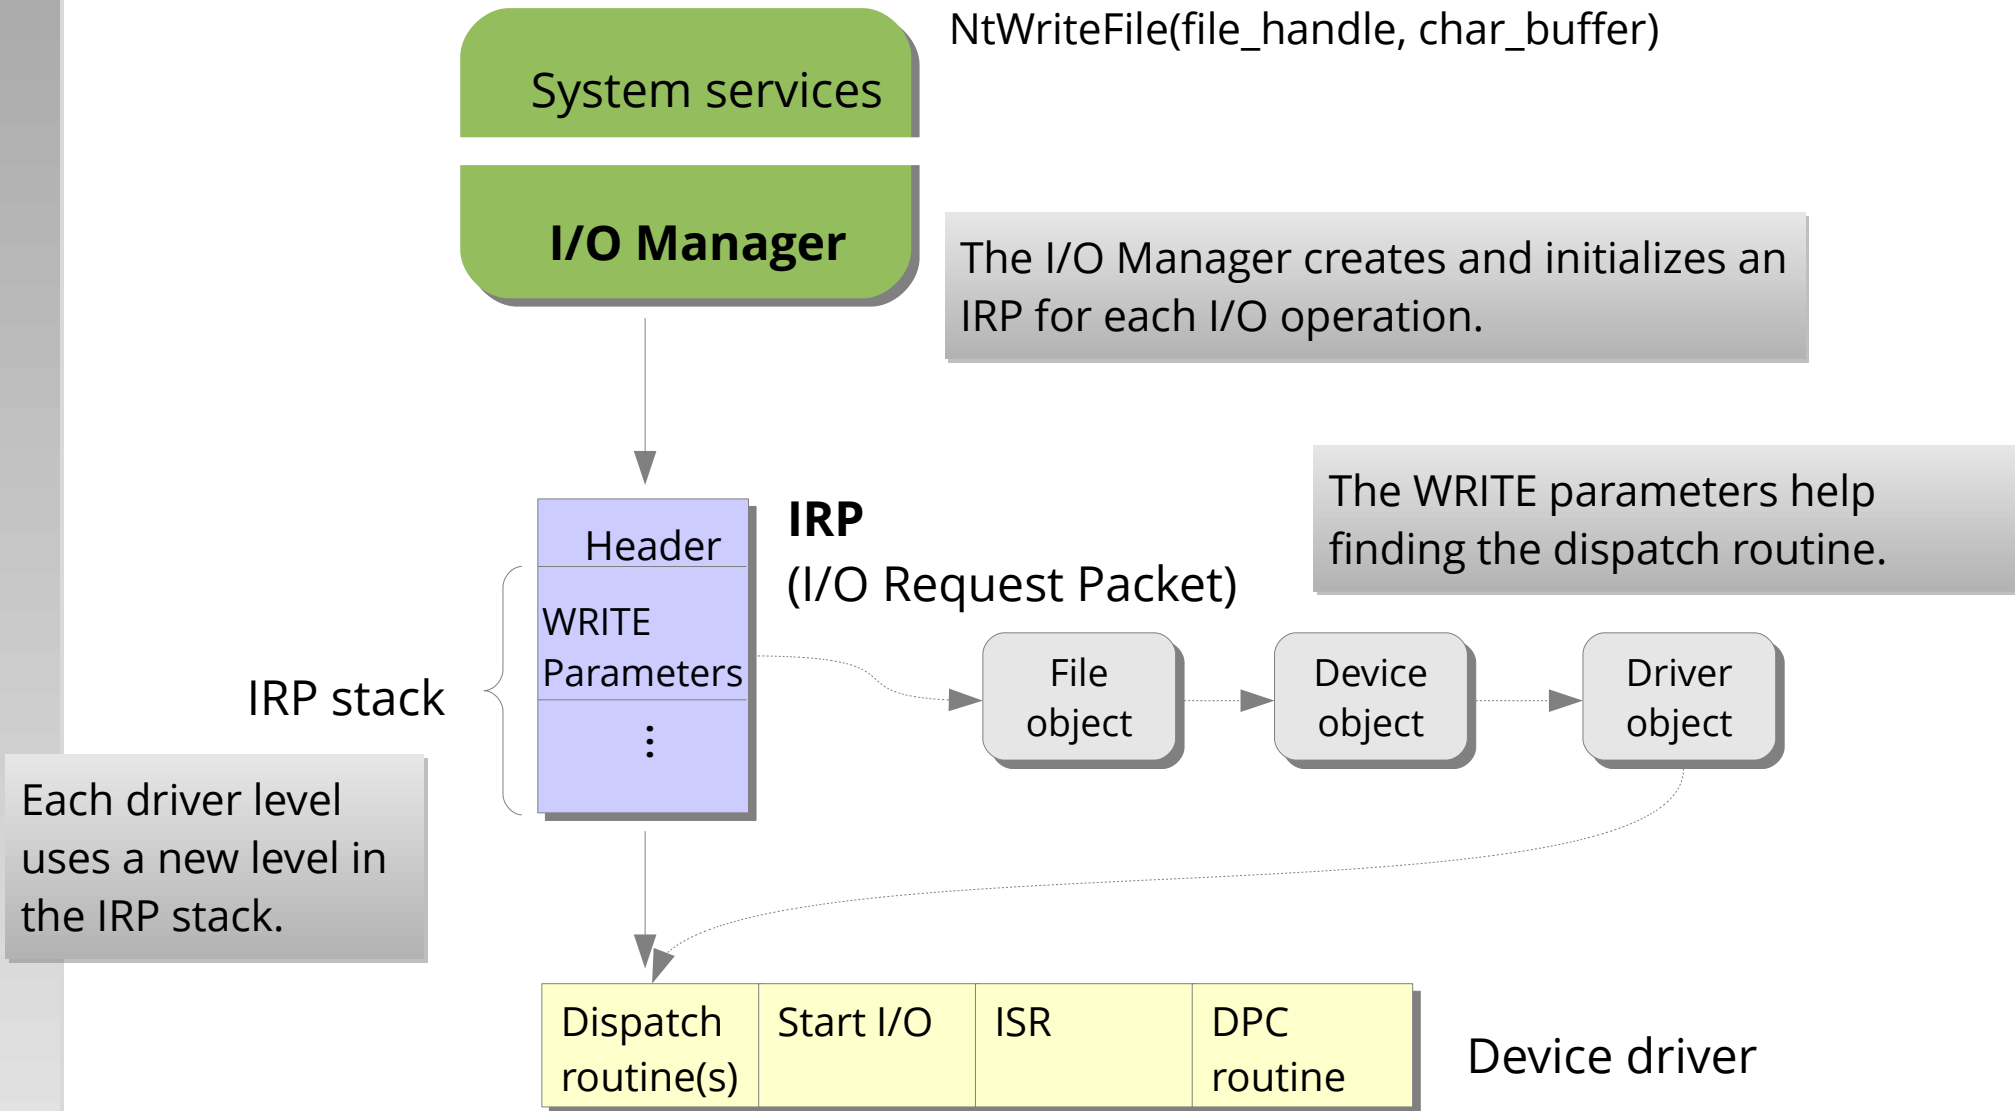 NtWriteFile(file_handle, char_buffer)
System services
I/O Manager
The I/O Manager creates and initializes an
IRP for each I/O operation.
Header
WRITE
Parameters
⋮
IRP
(I/O Request Packet)
The WRITE parameters help
finding the dispatch routine.
IRP stack
File
object
Device
object
Driver
object
Each driver level
uses a new level in
the IRP stack.
Dispatch
routine(s)
Start I/O
ISR
DPC
routine
Device driver